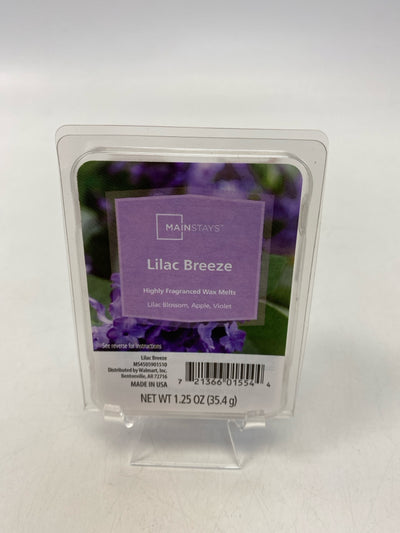 MAINSTAYS
Lilac Breeze
Highly Fragranced Wax Melts
Lilac Blossom, Apple, Violet
See reverse for instructions
Lilac Breeze
Distributed by Walmart, Inc.
Bentonville, AR 72716
MADE IN USA
7 21366 01554 4
NET WT 1.25 OZ (35.4 g)